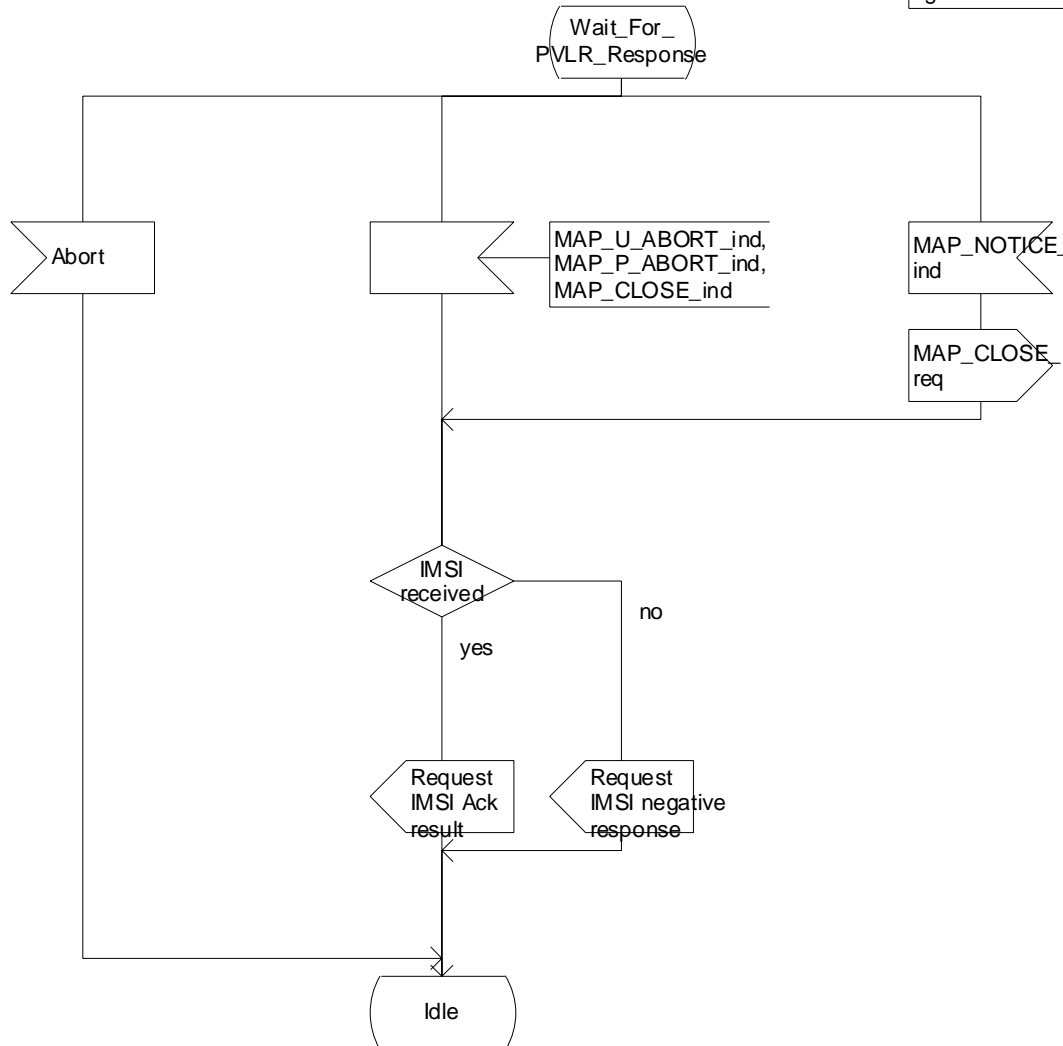 Wait_For_
PVLR_Response
Abort
MAP_U_ABORT_ind,
MAP_P_ABORT_ind,
MAP_CLOSE_ind
MAP_NOTICE_
ind
MAP_CLOSE_
req
IMSI
received
no
yes
Request
IMSI Ack
result
Request
IMSI negative
response
Idle